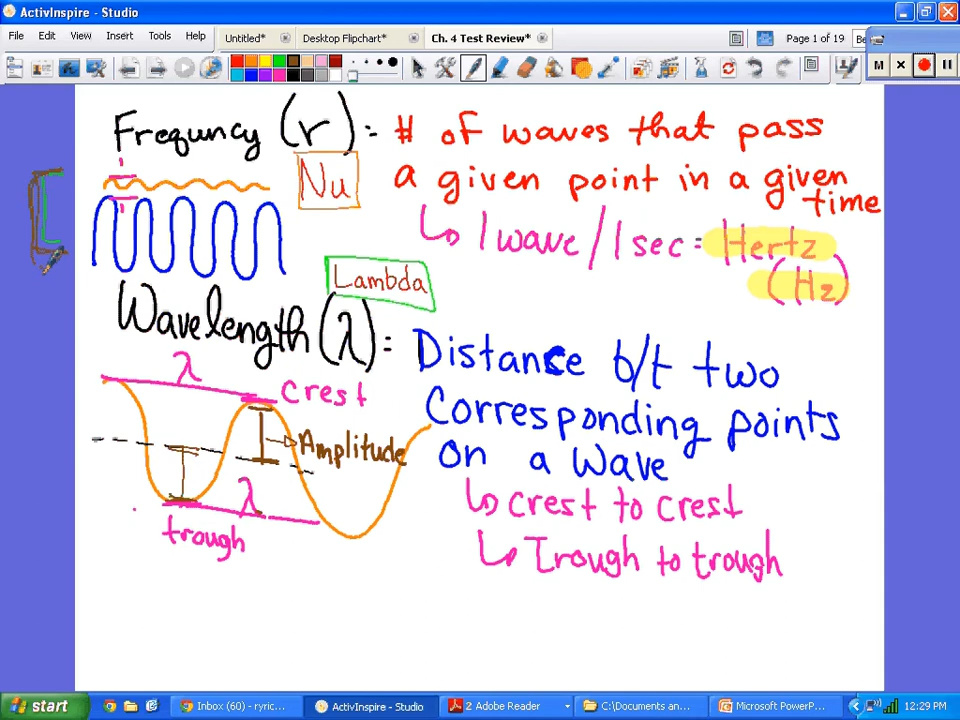 ActivInspire - Studio
File Edit View Insert Tools Help
Untitled* Desktop Flipchart* Ch. 4 Test Review* Page 1 of 19 Be
M
Frequncy (r) = # of waves that pass
Nu
a given point in a given
time
1 wave / 1 sec = Hertz
(Hz)
Lambda
Wavelength (λ) = Distance b/t two
Corresponding points
on a Wave
λ
Crest
Amplitude
λ
trough
crest to crest
Trough to trough
start Inbox (60) - ryric... ActivInspire - Studio 2 Adobe Reader C:\Documents an... Microsoft PowerP... 12:29 PM